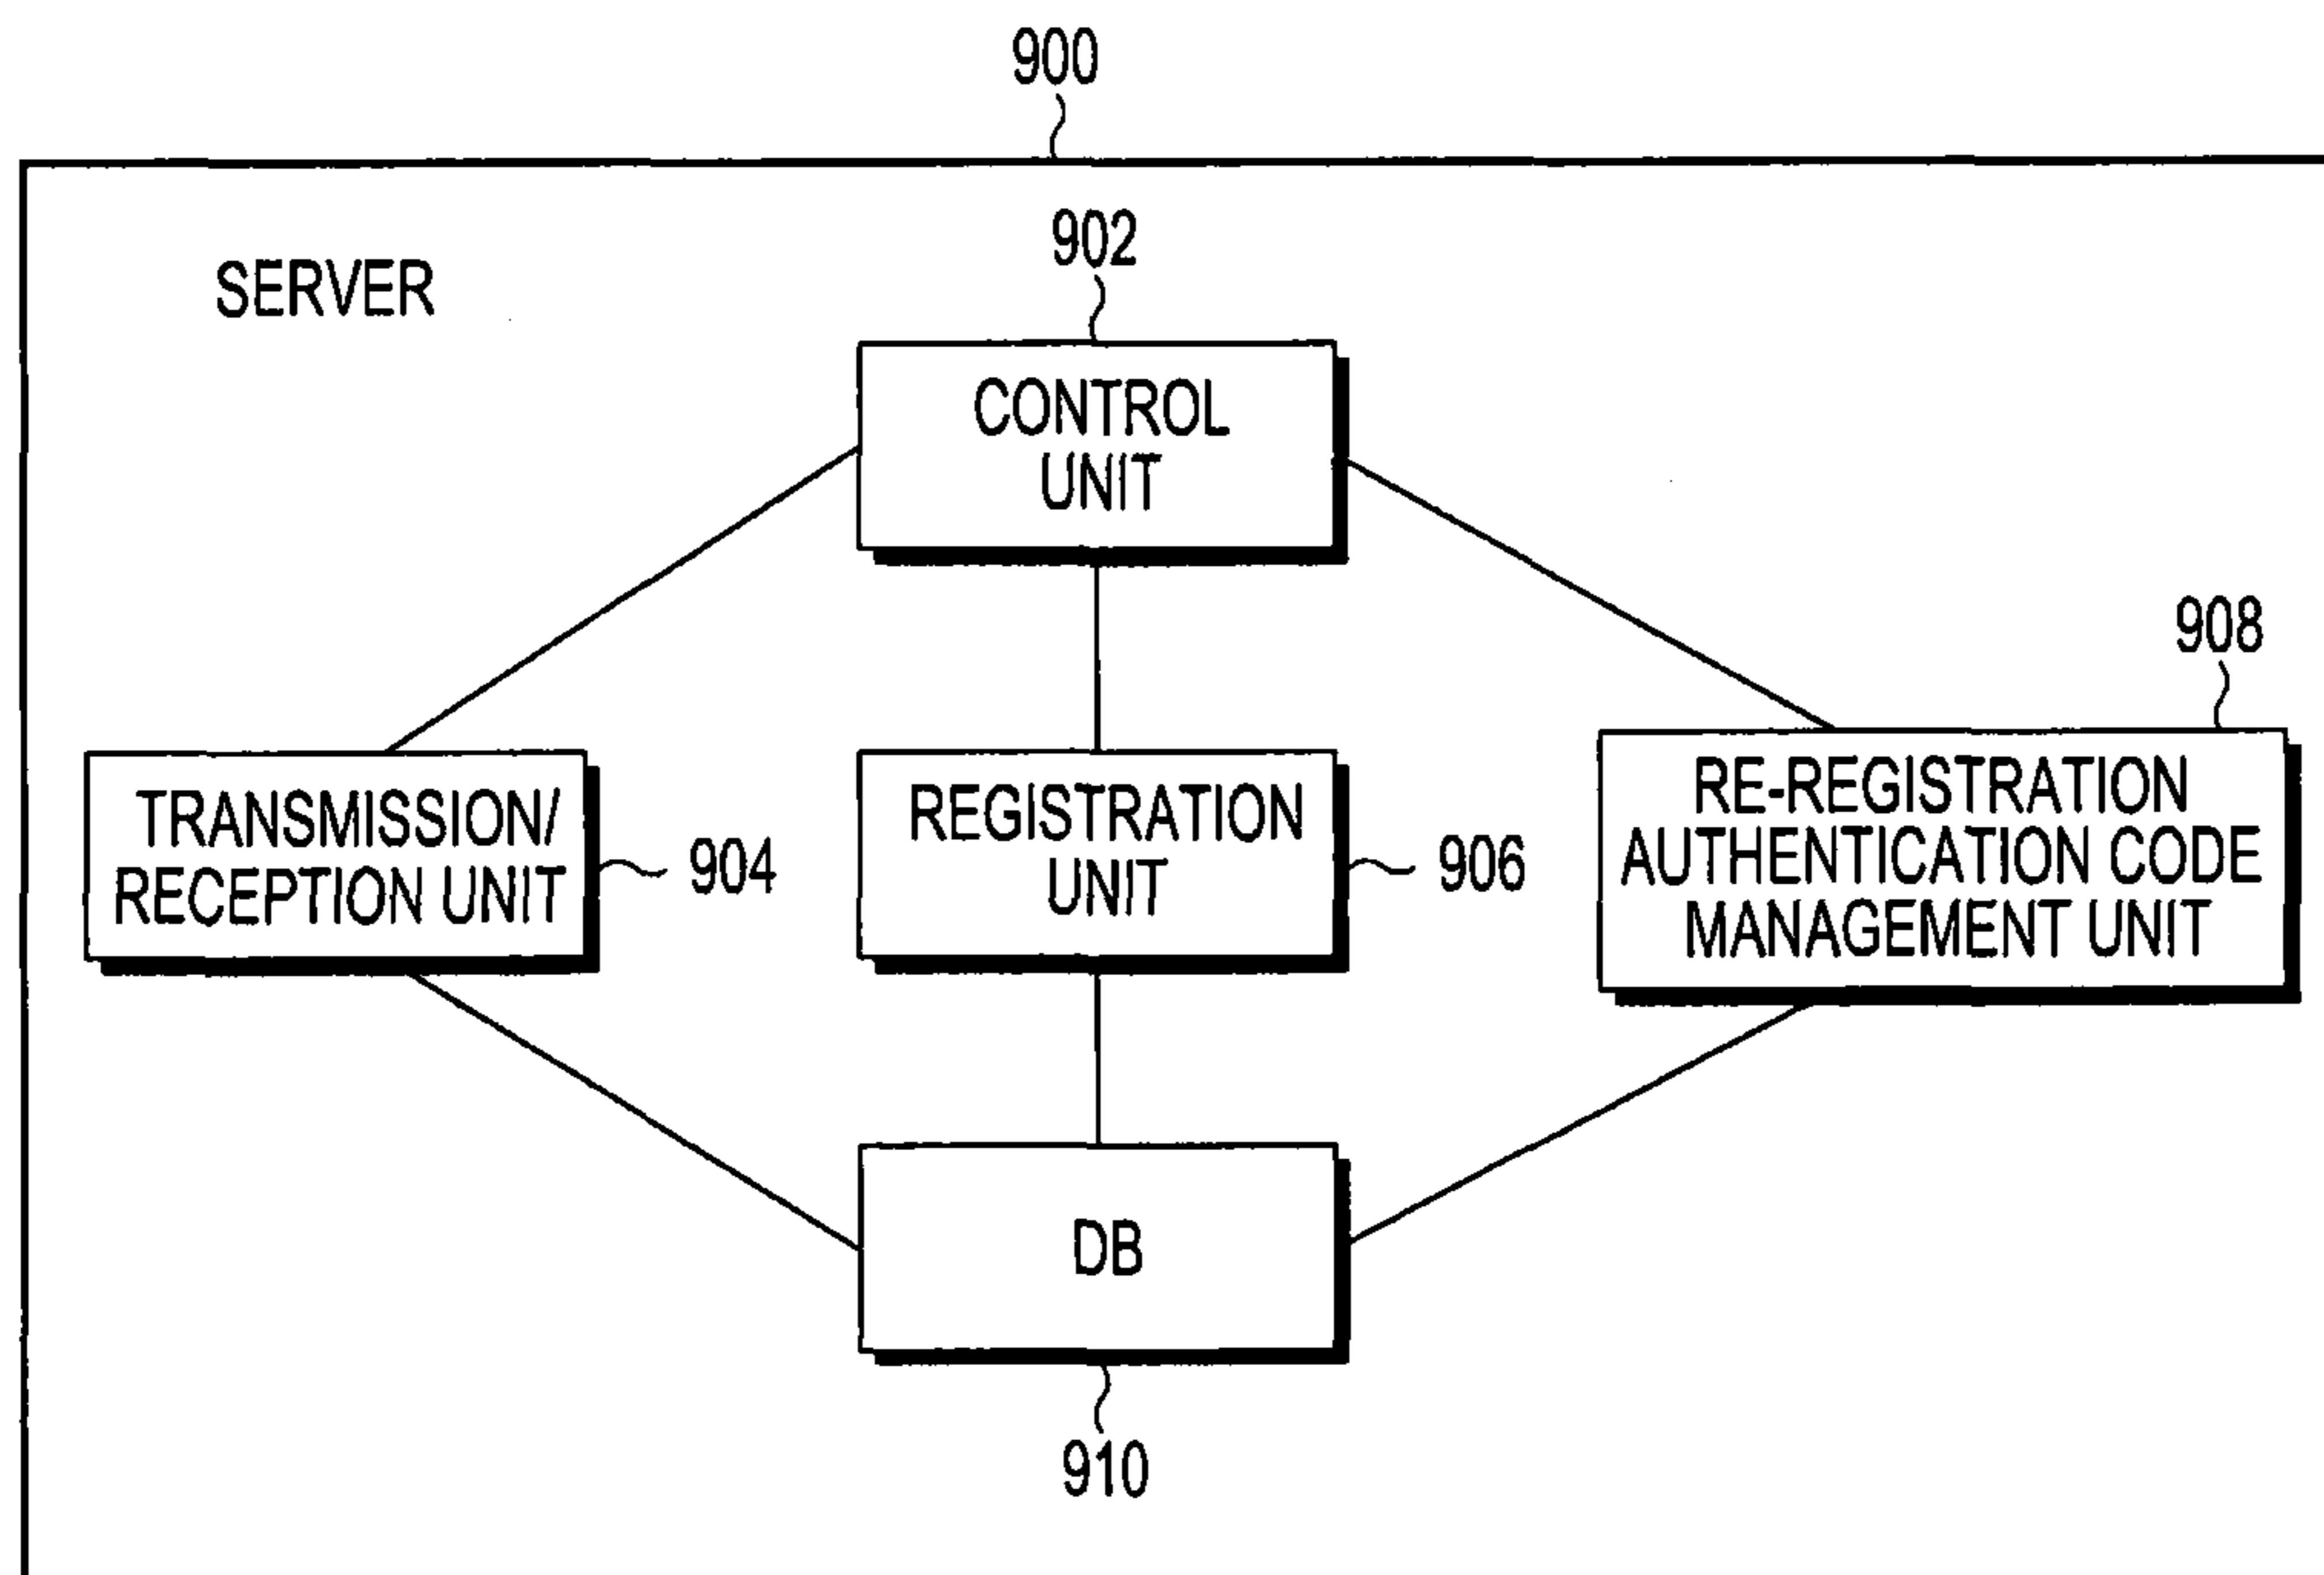 900
902
SERVER
CONTROL
UNIT
908
TRANSMISSION/
RECEPTION UNIT
904
REGISTRATION
UNIT
906
RE-REGISTRATION
AUTHENTICATION CODE
MANAGEMENT UNIT
DB
910